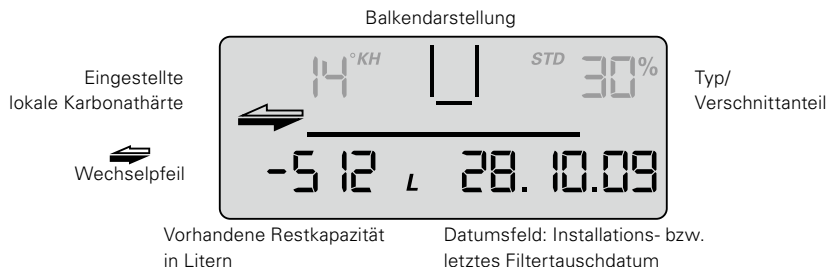 Balkendarstellung
14 °KH STD 30%
Eingestellte
lokale Karbonathärte
Typ/
Verschnittanteil
Wechselpfeil
-512 L 28.10.09
Vorhandene Restkapazität
in Litern
Datumsfeld: Installations- bzw.
letztes Filtertauschdatum